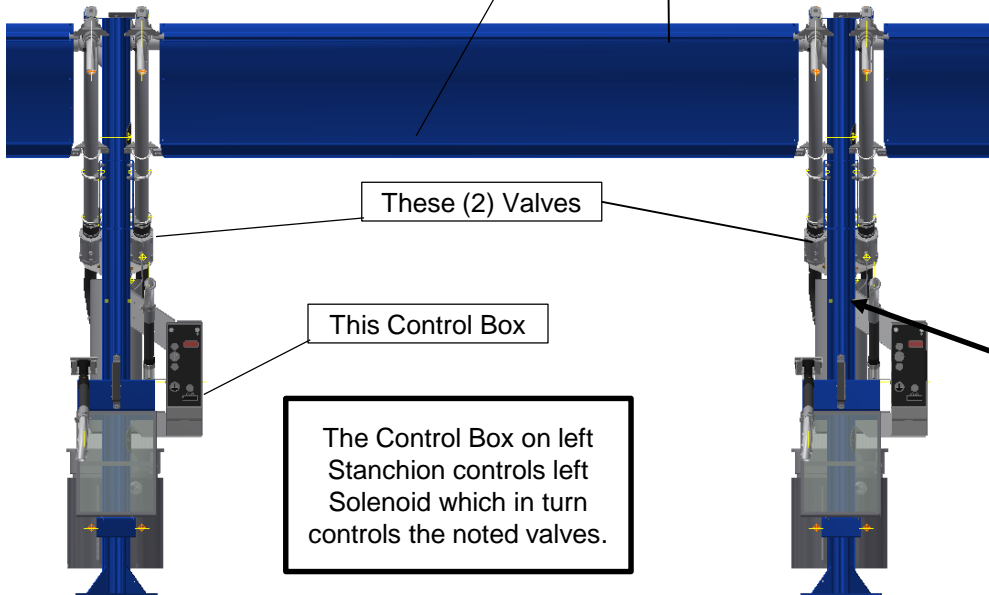 These (2) Valves
This Control Box
The Control Box on left
Stanchion controls left
Solenoid which in turn
controls the noted valves.